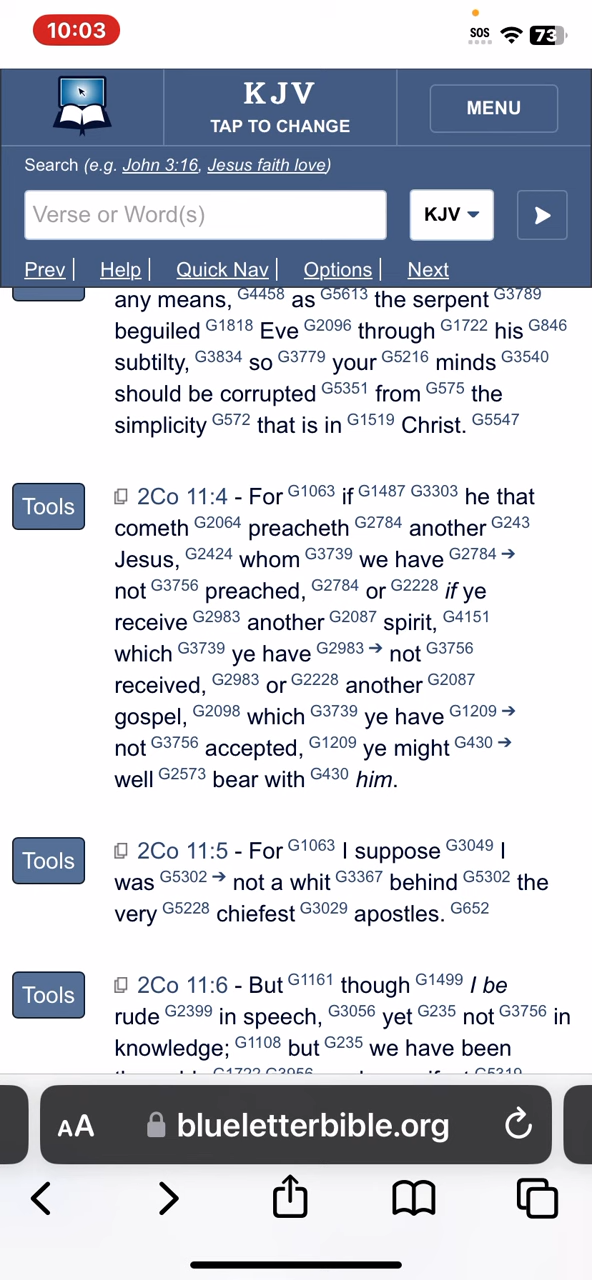 10:03
SOS 73
KJV
TAP TO CHANGE
MENU
Search (e.g. John 3:16, Jesus faith love)
Verse or Word(s)
KJV
Prev | Help | Quick Nav | Options | Next
any means, G4458 as G5613 the serpent G3789
beguiled G1818 Eve G2096 through G1722 his G846
subtilty, G3834 so G3779 your G5216 minds G3540
should be corrupted G5351 from G575 the
simplicity G572 that is in G1519 Christ. G5547
Tools
2Co 11:4 - For G1063 if G1487 G3303 he that
cometh G2064 preacheth G2784 another G243
Jesus, G2424 whom G3739 we have G2784 ➔
not G3756 preached, G2784 or G2228 if ye
receive G2983 another G2087 spirit, G4151
which G3739 ye have G2983 ➔ not G3756
received, G2983 or G2228 another G2087
gospel, G2098 which G3739 ye have G1209 ➔
not G3756 accepted, G1209 ye might G430 ➔
well G2573 bear with G430 him.
Tools
2Co 11:5 - For G1063 I suppose G3049 I
was G5302 ➔ not a whit G3367 behind G5302 the
very G5228 chiefest G3029 apostles. G652
Tools
2Co 11:6 - But G1161 though G1499 I be
rude G2399 in speech, G3056 yet G235 not G3756 in
knowledge; G1108 but G235 we have been
AA blueletterbible.org